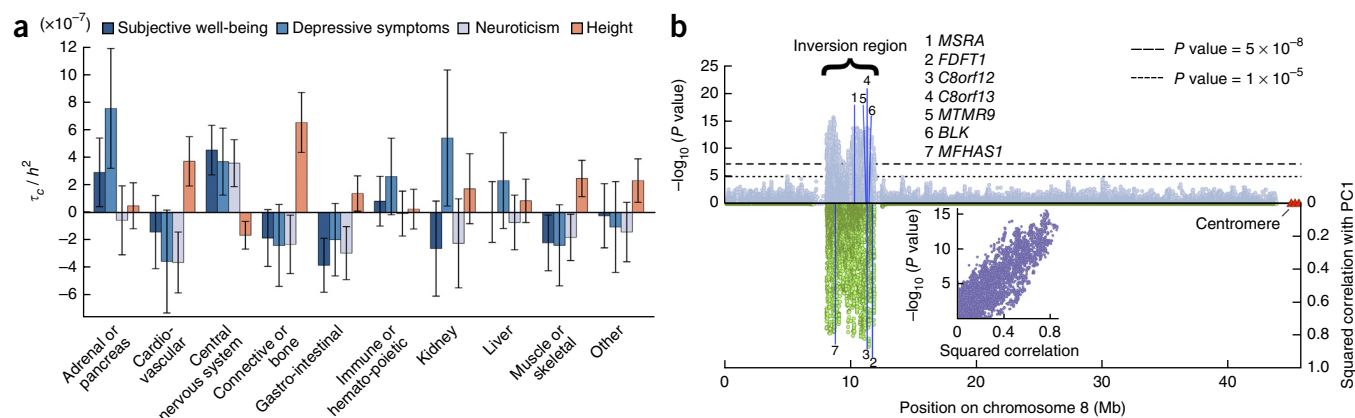 a (×10⁻⁷) Subjective well-being Depressive symptoms Neuroticism Height
12
10
8
6
4
2
0
−2
−4
−6
τc / h²
Adrenal or
pancreas
Cardio-
vascular
Central
nervous system
Connective or
bone
Gastro-intestinal
Immune or
hemato-poietic
Kidney
Liver
Muscle or
skeletal
Other
b
Inversion region
1 MSRA
2 FDFT1
3 C8orf12
4 C8orf13
5 MTMR9
6 BLK
7 MFHAS1
P value = 5 × 10⁻⁸
P value = 1 × 10⁻⁵
25
20
15
10
5
0
−log₁₀ (P value)
4
1 5
6
7
3
2
Centromere
0
0.2
0.4
0.6
0.8
1.0
Squared correlation with PC1
15
10
5
−log₁₀ (P value)
0 0.4 0.8
Squared correlation
0 10 20 30 40
Position on chromosome 8 (Mb)